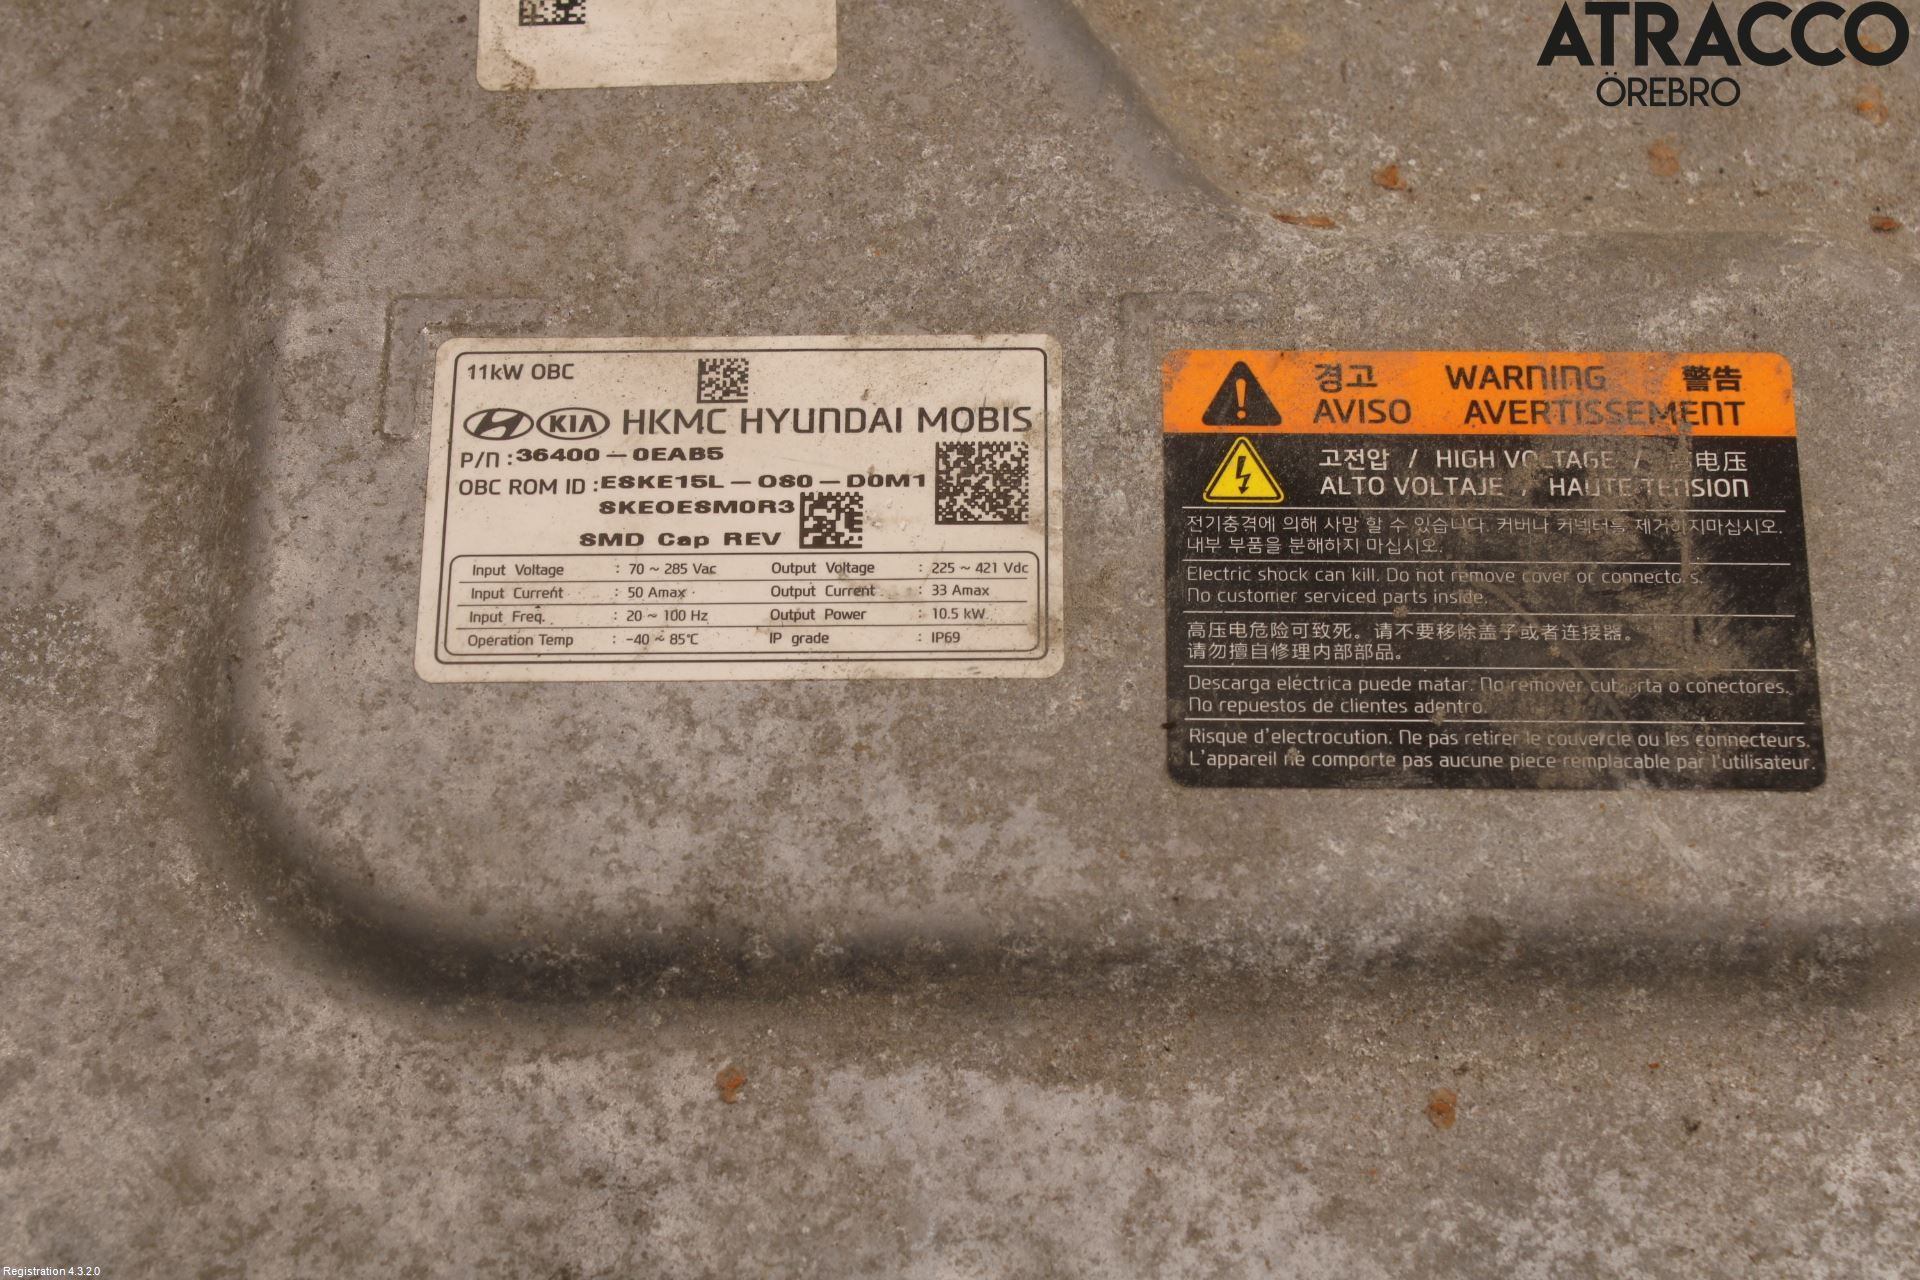 ATRACCO
ÖREBRO
11kW OBC
KIA HKMC HYUNDAI MOBIS
P/N : 36400-0EAB5
OBC ROM ID : ESKE15L-OS0-D0M1
SKEOESM0R3
SMD Cap REV
Input Voltage : 70 ~ 285 Vac Output Voltage : 225 ~ 421 Vdc
Input Current : 50 Amax Output Current : 33 Amax
Input Freq. : 20 ~ 100 Hz Output Power : 10.5 kW
Operation Temp : -40 ~ 85℃ IP grade : IP69
경고 WARNING 警告
AVISO AVERTISSEMENT
고전압 / HIGH VOLTAGE / 电压
ALTO VOLTAJE / HAUTE TENSION
전기충격에 의해 사망 할 수 있습니다. 커버나 커넥터를 제거하지마십시오.
내부 부품을 분해하지 마십시오.
Electric shock can kill. Do not remove cover or connectors.
No customer serviced parts inside.
高压电危险可致死。请不要移除盖子或者连接器。
请勿擅自修理内部部品。
Descarga eléctrica puede matar. No remover cubierta o conectores.
No repuestos de clientes adentro.
Risque d'electrocution. Ne pas retirer le couvercle ou les connecteurs.
L'appareil ne comporte pas aucune piece remplacable par l'utilisateur.
Registration 4.3.2.0